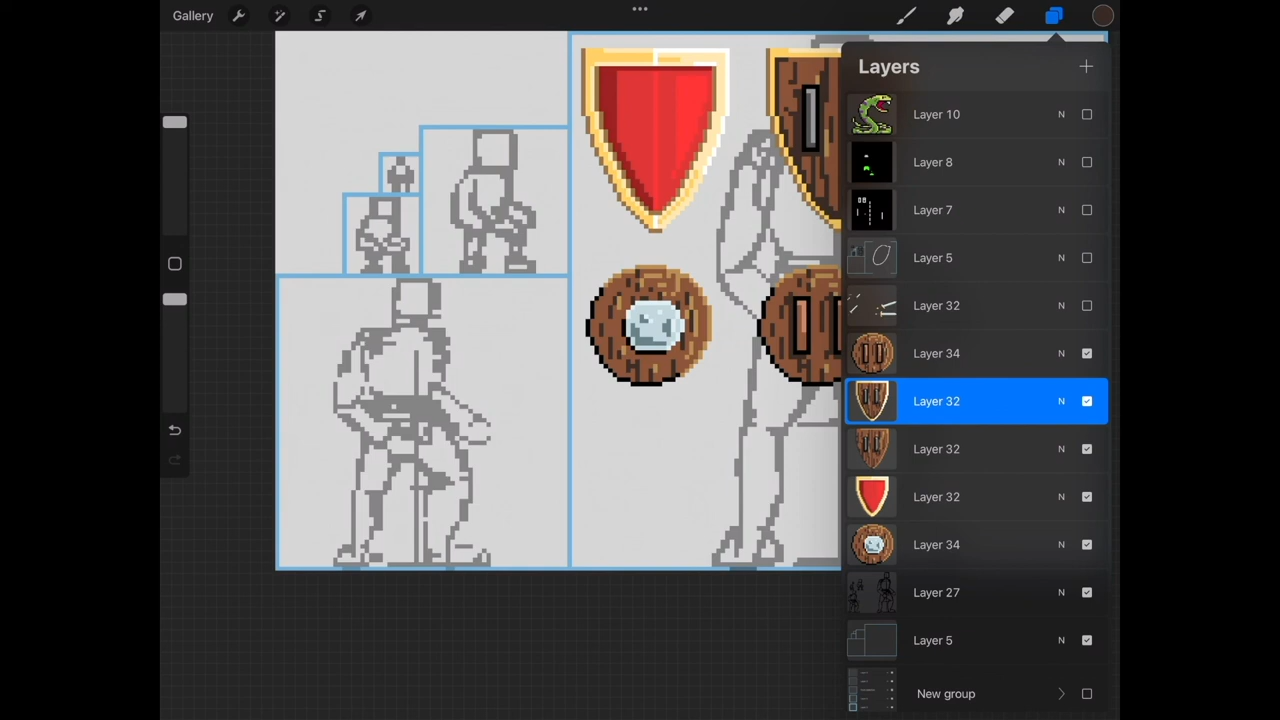 Gallery
Layers
Layer 10 N
Layer 8 N
Layer 7 N
Layer 5 N
Layer 32 N
Layer 34 N
Layer 32 N
Layer 32 N
Layer 32 N
Layer 34 N
Layer 27 N
Layer 5 N
New group